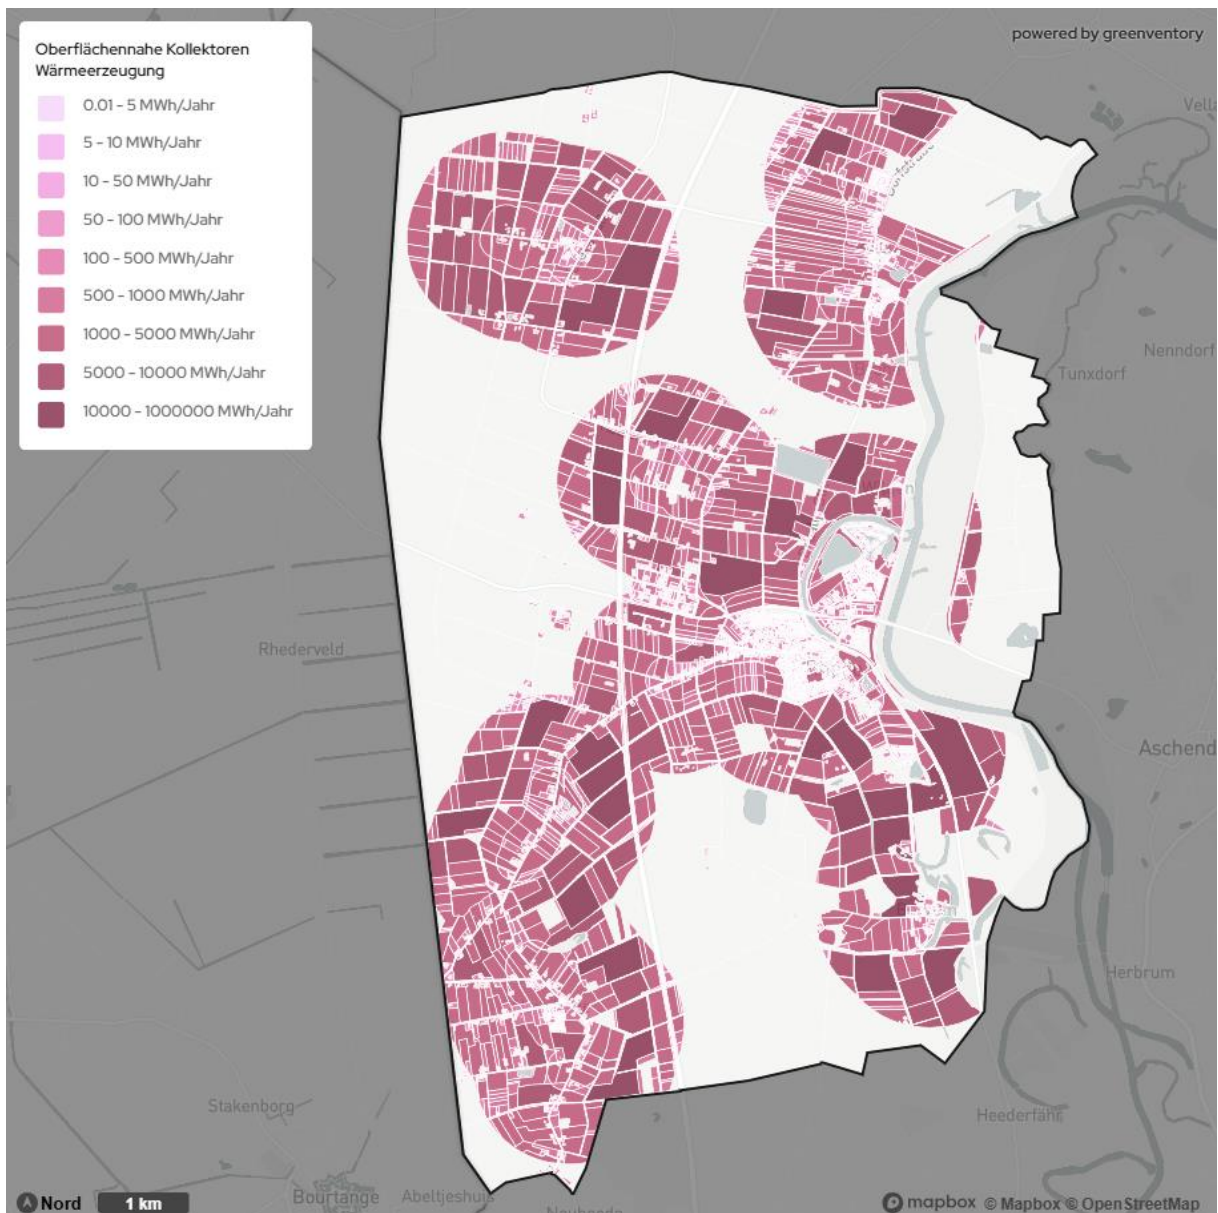 Oberflächennahe Kollektoren
Wärmeerzeugung
0.01 - 5 MWh/Jahr
5 - 10 MWh/Jahr
10 - 50 MWh/Jahr
50 - 100 MWh/Jahr
100 - 500 MWh/Jahr
500 - 1000 MWh/Jahr
1000 - 5000 MWh/Jahr
5000 - 10000 MWh/Jahr
10000 - 1000000 MWh/Jahr
powered by greenventory
Vella
Nenndorf
Tunxdorf
Rhederveld
Aschend
Herbrum
Stakenborg
Heederfähr
Bourtange
Abeltjeshuis
Nord
1 km
mapbox © Mapbox © OpenStreetMap